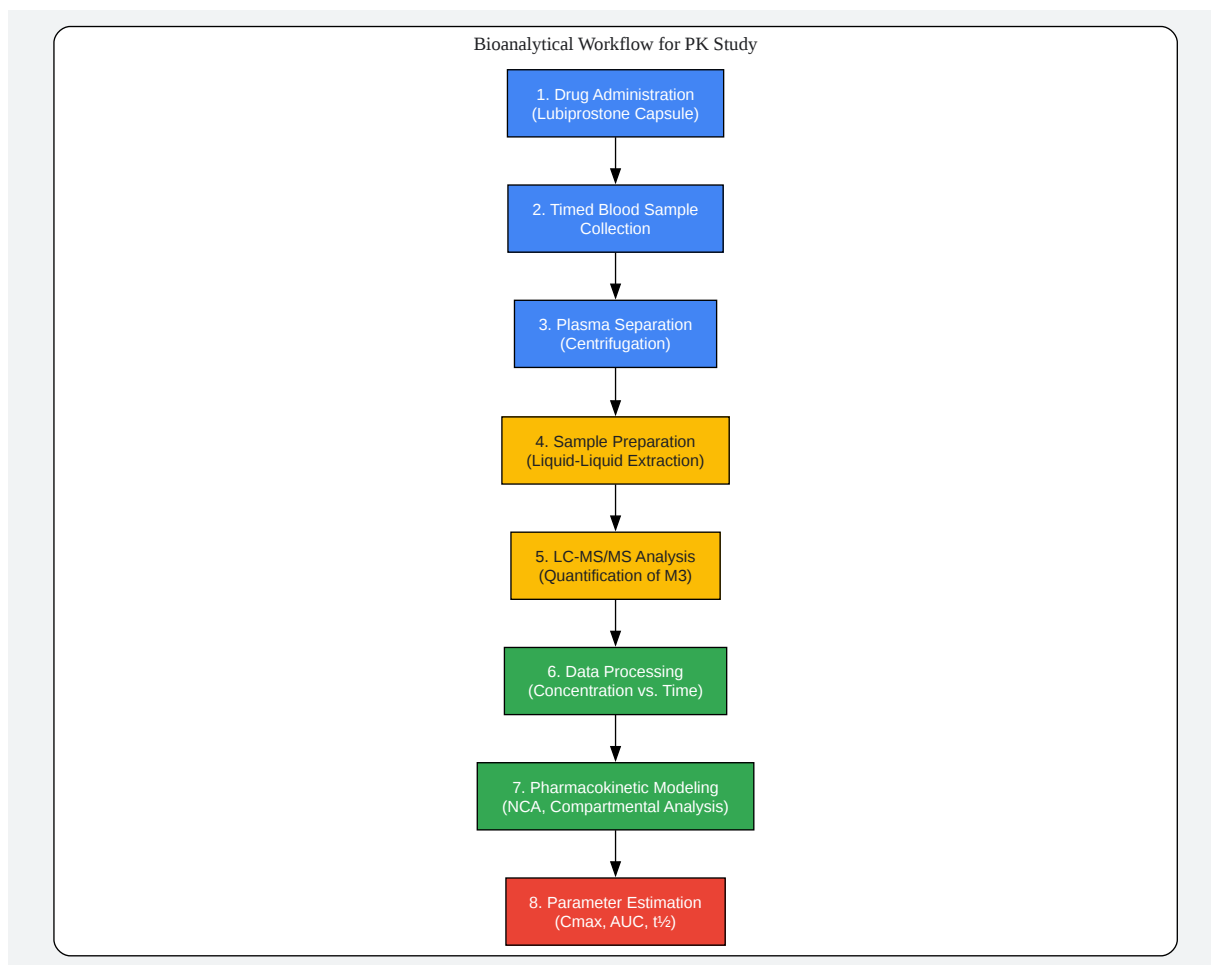 Bioanalytical Workflow for PK Study
1. Drug Administration
(Lubiprostone Capsule)
2. Timed Blood Sample
Collection
3. Plasma Separation
(Centrifugation)
4. Sample Preparation
(Liquid-Liquid Extraction)
5. LC-MS/MS Analysis
(Quantification of M3)
6. Data Processing
(Concentration vs. Time)
7. Pharmacokinetic Modeling
(NCA, Compartmental Analysis)
8. Parameter Estimation
(Cmax, AUC, t½)